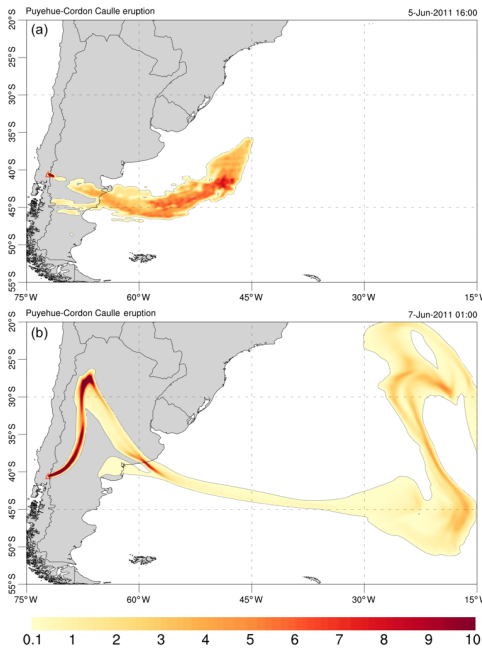 Puyehue-Cordon Caulle eruption 5-Jun-2011 16:00
(a)
20°S
25°S
30°S
35°S
40°S
45°S
50°S
55°S
75°W 60°W 45°W 30°W 15°W
Puyehue-Cordon Caulle eruption 7-Jun-2011 01:00
(b)
20°S
25°S
30°S
35°S
40°S
45°S
50°S
55°S
75°W 60°W 45°W 30°W 15°W
0.1 1 2 3 4 5 6 7 8 9 10